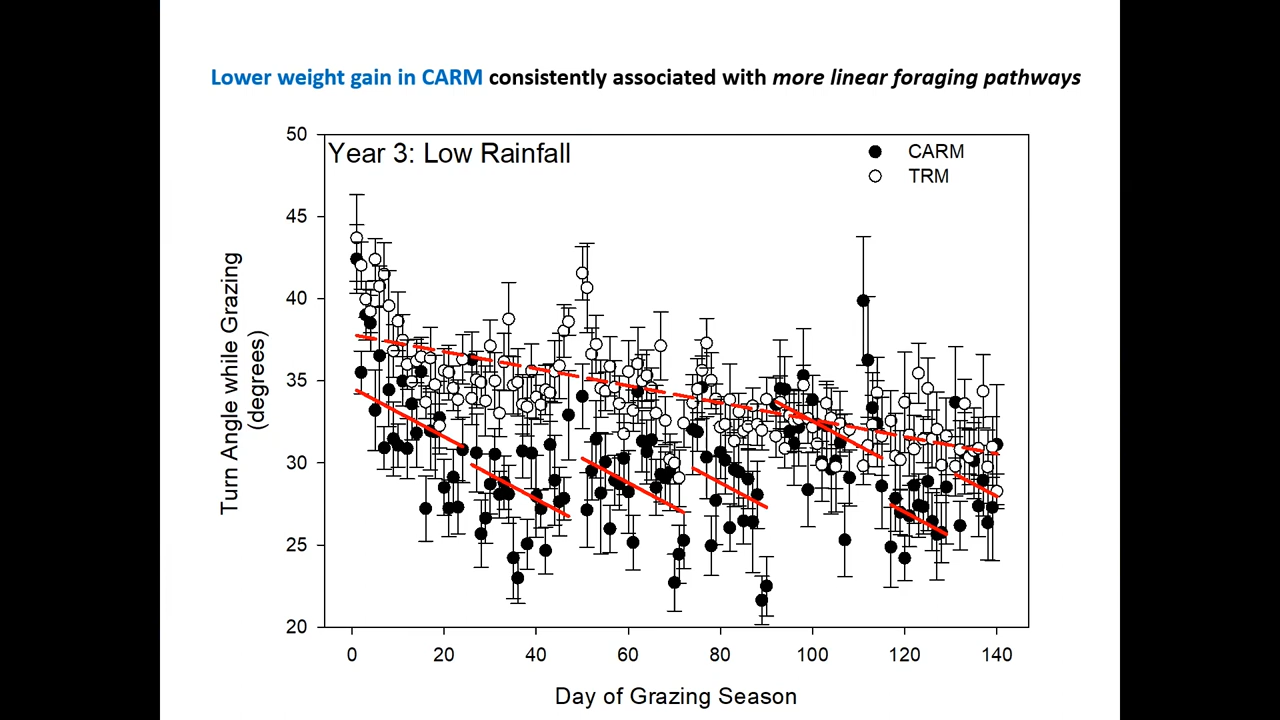 Lower weight gain in CARM consistently associated with more linear foraging pathways
Year 3: Low Rainfall
CARM
TRM
50
45
40
35
30
25
20
Turn Angle while Grazing
(degrees)
0 20 40 60 80 100 120 140
Day of Grazing Season